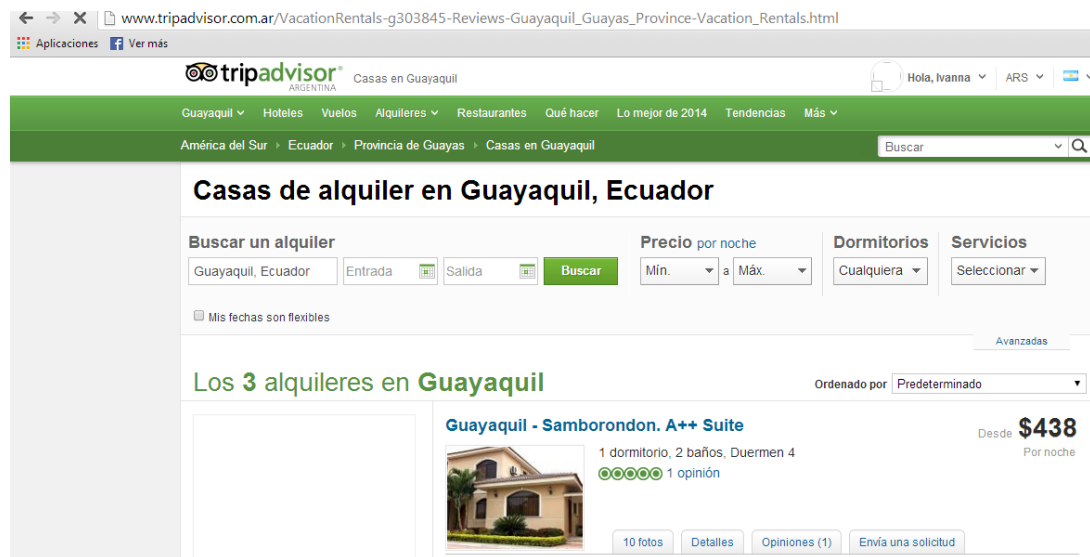 www.tripadvisor.com.ar/VacationRentals-g303845-Reviews-Guayaquil_Guayas_Province-Vacation_Rentals.html
Aplicaciones Ver más
tripadvisor® Casas en Guayaquil Hola, Ivanna ARS
ARGENTINA
Guayaquil Hoteles Vuelos Alquileres Restaurantes Qué hacer Lo mejor de 2014 Tendencias Más
América del Sur Ecuador Provincia de Guayas Casas en Guayaquil Buscar
Casas de alquiler en Guayaquil, Ecuador
Buscar un alquiler Precio por noche Dormitorios Servicios
Guayaquil, Ecuador Entrada Salida Buscar Mín. a Máx. Cualquiera Seleccionar
Mis fechas son flexibles
Avanzadas
Los 3 alquileres en Guayaquil Ordenado por Predeterminado
Guayaquil - Samborondon. A++ Suite Desde $438
1 dormitorio, 2 baños, Duermen 4 Por noche
1 opinión
10 fotos Detalles Opiniones (1) Envía una solicitud